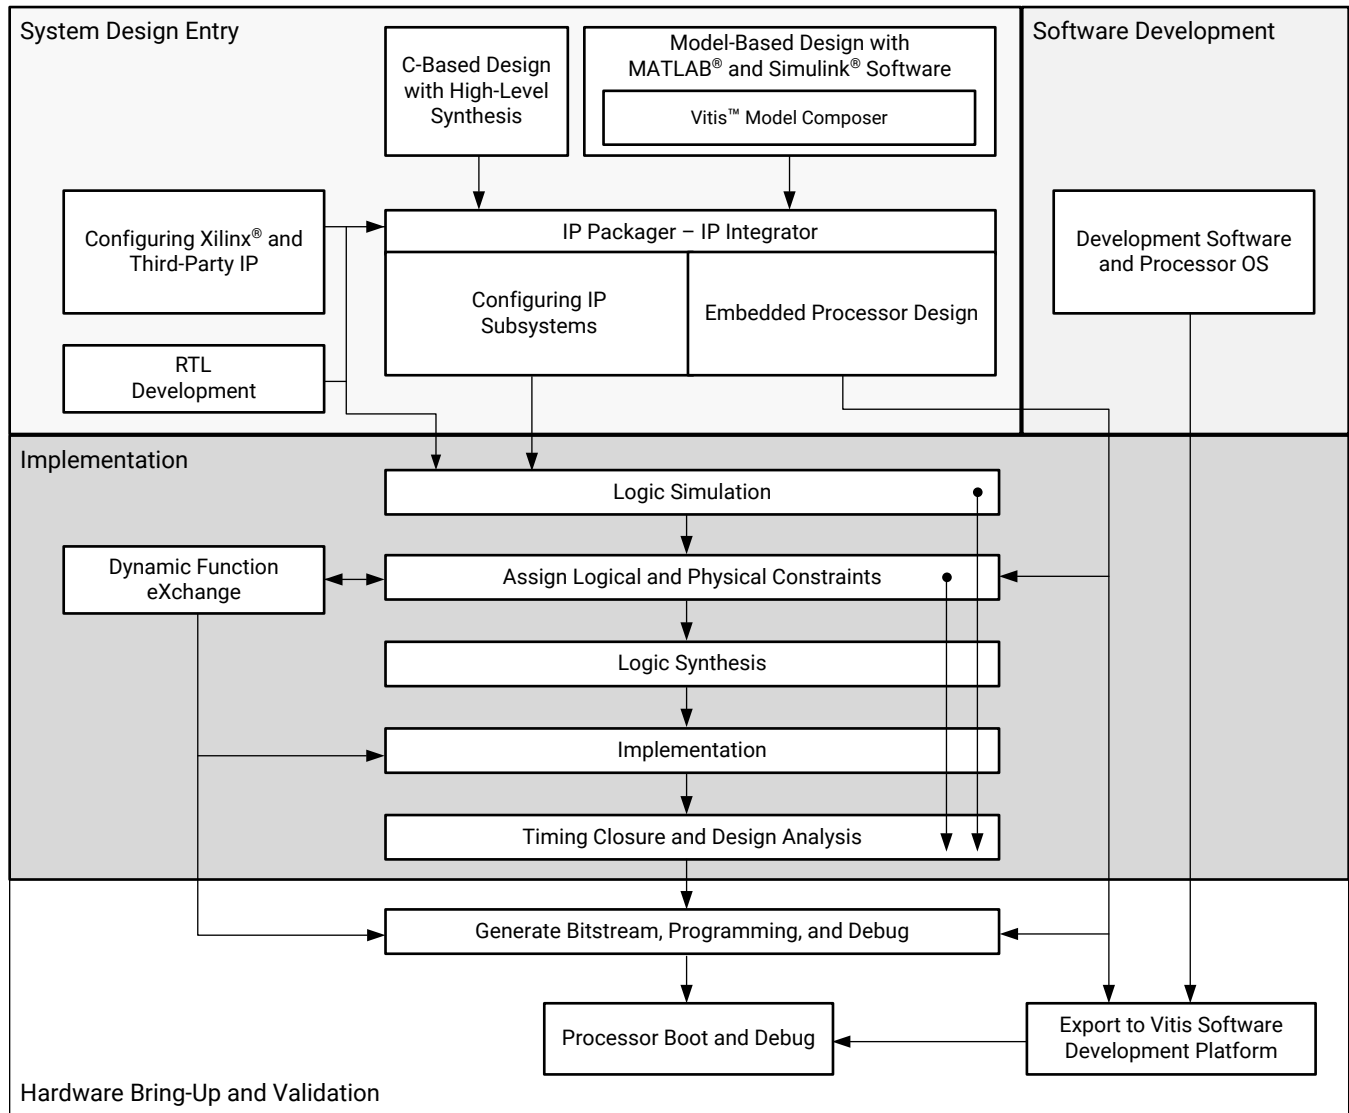 System Design Entry
Software Development
C-Based Design
with High-Level
Synthesis
Model-Based Design with
MATLAB® and Simulink® Software
Vitis™ Model Composer
Configuring Xilinx® and
Third-Party IP
IP Packager – IP Integrator
Development Software
and Processor OS
Configuring IP
Subsystems
Embedded Processor Design
RTL
Development
Implementation
Logic Simulation
Dynamic Function
eXchange
Assign Logical and Physical Constraints
Logic Synthesis
Implementation
Timing Closure and Design Analysis
Generate Bitstream, Programming, and Debug
Processor Boot and Debug
Export to Vitis Software
Development Platform
Hardware Bring-Up and Validation